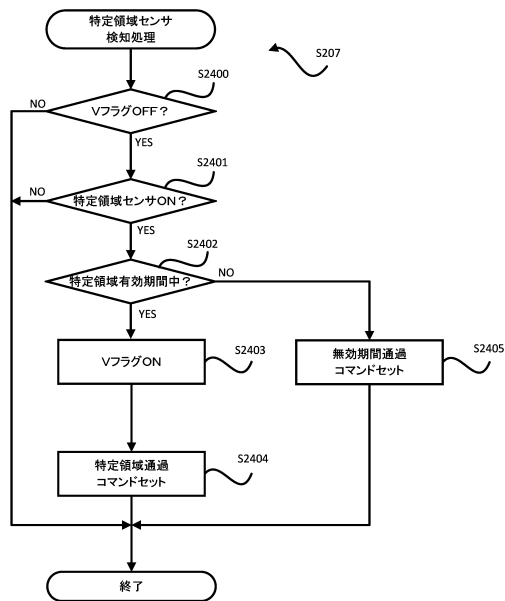 特定領域センサ
検知処理
S207
S2400
NO
VフラグOFF？
YES
S2401
NO
特定領域センサON？
YES
S2402
特定領域有効期間中？
NO
YES
S2403
VフラグON
無効期間通過
コマンドセット
S2405
S2404
特定領域通過
コマンドセット
終了